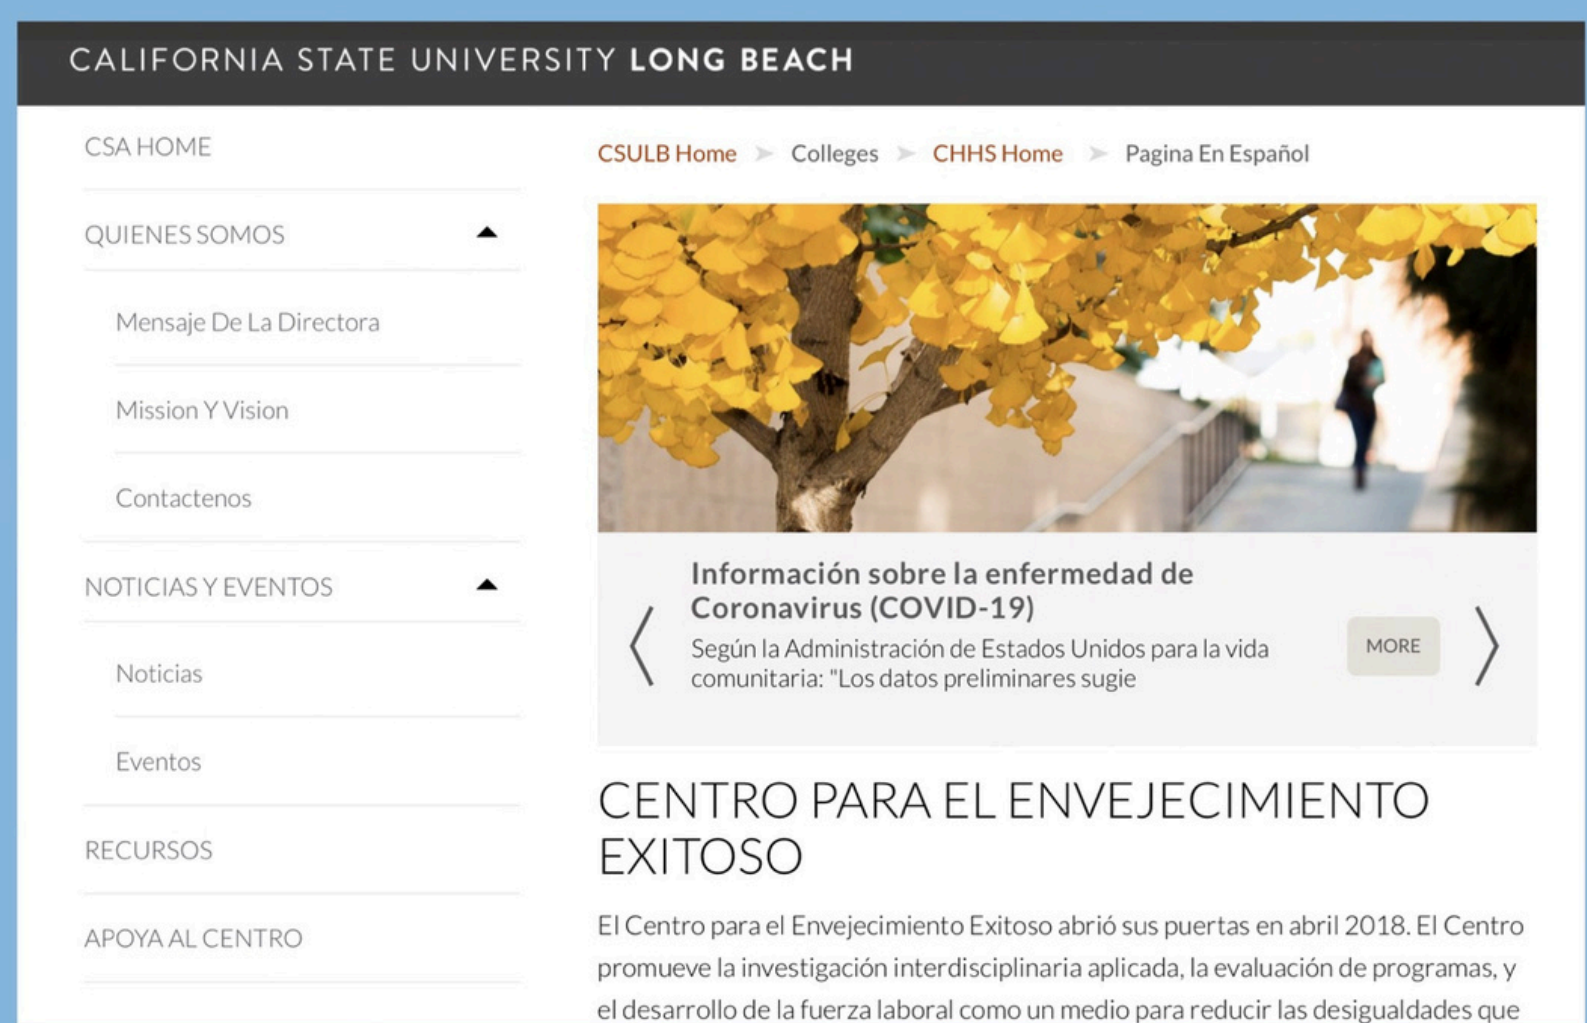 CALIFORNIA STATE UNIVERSITY LONG BEACH
CSA HOME
QUIENES SOMOS
Mensaje De La Directora
Mission Y Vision
Contactenos
NOTICIAS Y EVENTOS
Noticias
Eventos
RECURSOS
APOYA AL CENTRO
CSULB Home > Colleges > CHHS Home > Pagina En Español
Información sobre la enfermedad de
Coronavirus (COVID-19)
Según la Administración de Estados Unidos para la vida
comunitaria: "Los datos preliminares sugie
MORE
CENTRO PARA EL ENVEJECIMIENTO
EXITOSO
El Centro para el Envejecimiento Exitoso abrió sus puertas en abril 2018. El Centro
promueve la investigación interdisciplinaria aplicada, la evaluación de programas, y
el desarrollo de la fuerza laboral como un medio para reducir las desigualdades que